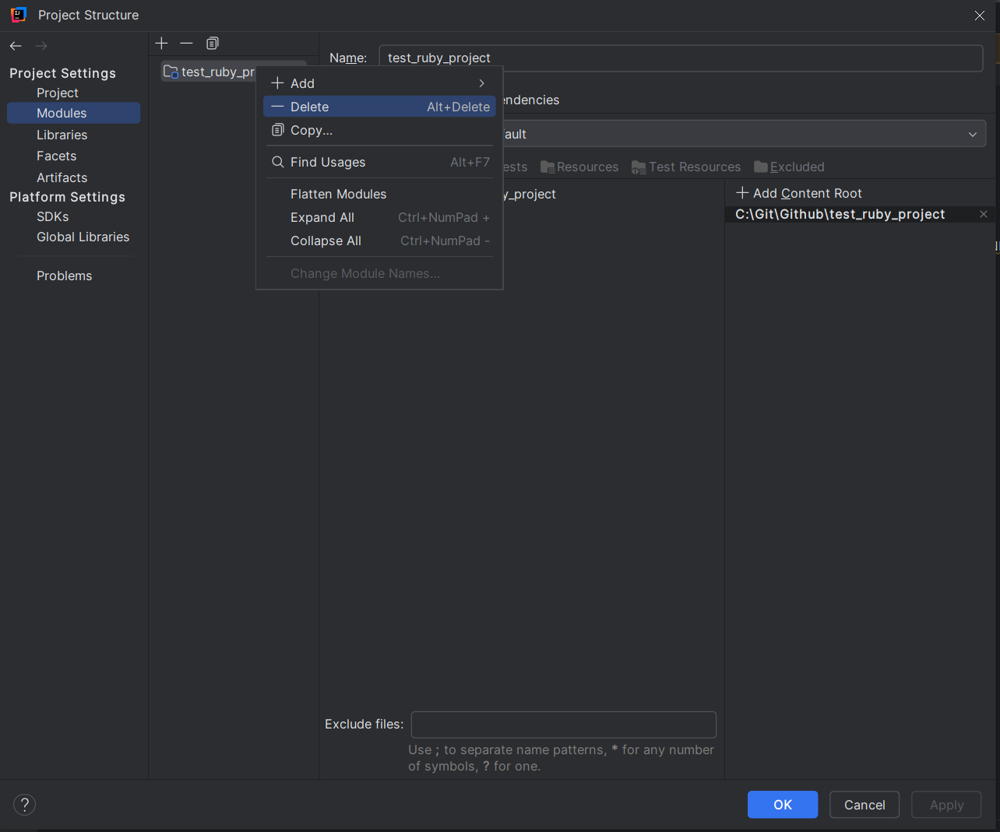 Project Structure
Project Settings
Project
Modules
Libraries
Facets
Artifacts
Platform Settings
SDKs
Global Libraries
Problems
test_ruby_pr
Name: test_ruby_project
Add
Delete Alt+Delete
Copy...
Find Usages Alt+F7
Flatten Modules
Expand All Ctrl+NumPad +
Collapse All Ctrl+NumPad -
Change Module Names...
endencies
fault
ests Resources Test Resources Excluded
y_project
Add Content Root
C:\Git\Github\test_ruby_project
Exclude files:
Use ; to separate name patterns, * for any number
of symbols, ? for one.
?
OK Cancel Apply